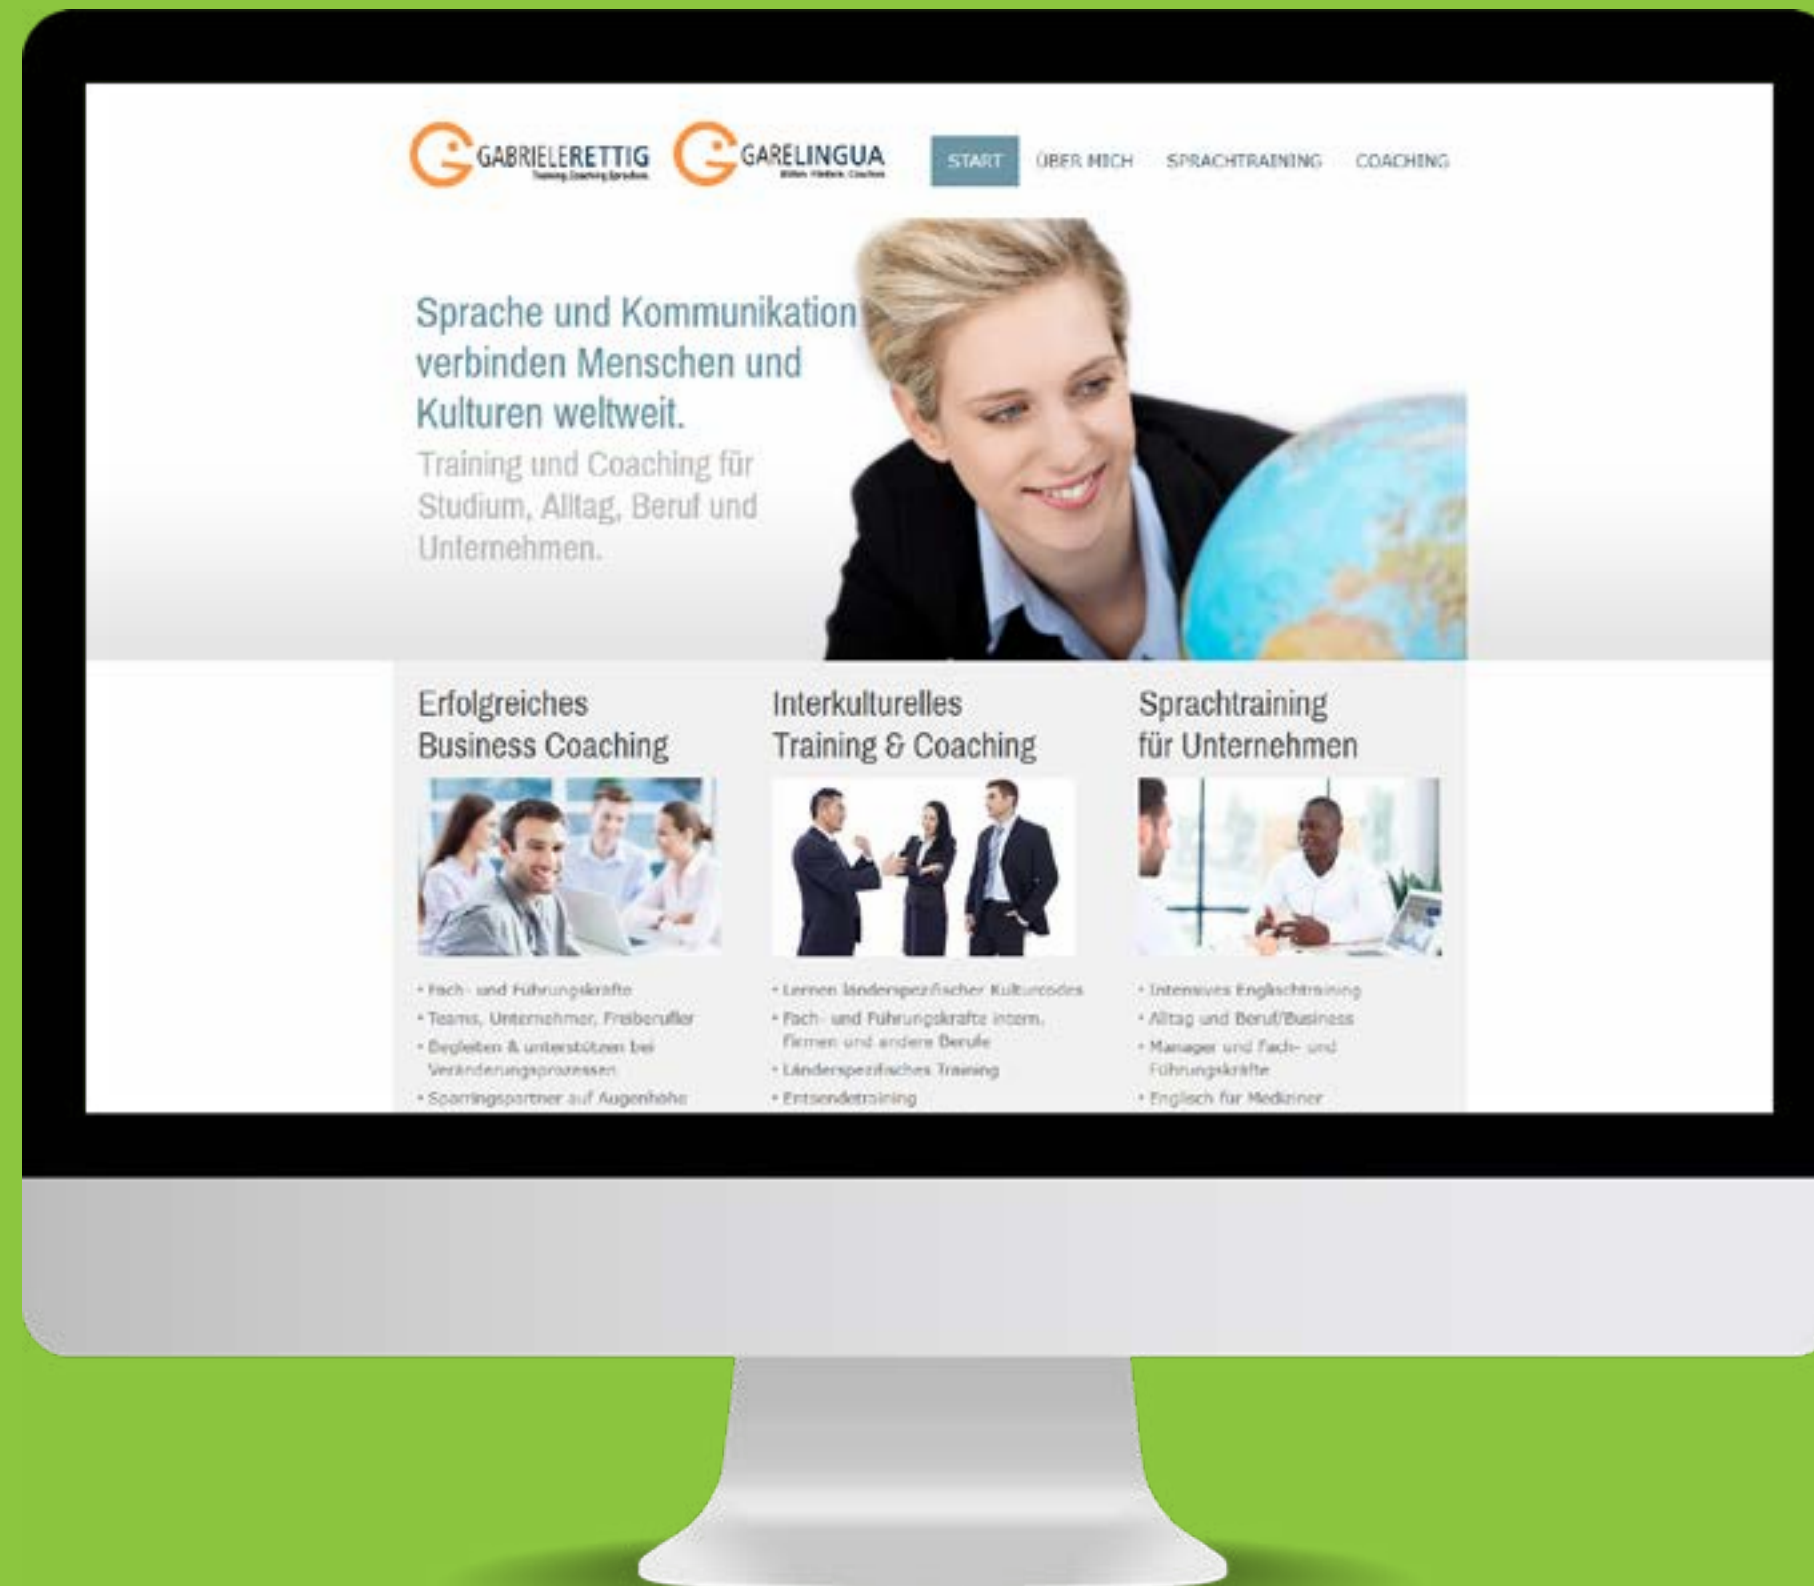 GABRIELERETTIG
Training. Coaching. Sprachen.
GARELINGUA
START
ÜBER MICH
SPRACHTRAINING
COACHING
Sprache und Kommunikation
verbinden Menschen und
Kulturen weltweit.
Training und Coaching für
Studium, Alltag, Beruf und
Unternehmen.
Erfolgreiches
Business Coaching
• Fach- und Führungskräfte
• Teams, Unternehmer, Freiberufler
• Begleiten & unterstützen bei
Veränderungsprozessen
• Sparringspartner auf Augenhöhe
Interkulturelles
Training & Coaching
• Lernen länderspezifischer Kulturcodes
• Fach- und Führungskräfte intern.
Firmen und andere Berufe
• Länderspezifisches Training
• Entsendetraining
Sprachtraining
für Unternehmen
• Intensives Englischtraining
• Alltag und Beruf/Business
• Manager und Fach- und
Führungskräfte
• Englisch für Mediziner